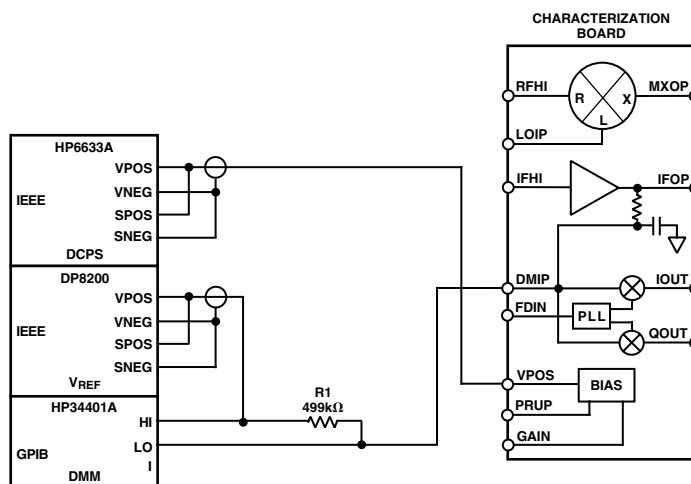 CHARACTERIZATION
BOARD
RFHI
R
X
MXOP
L
LOIP
HP6633A
VPOS
IEEE
VNEG
SPOS
SNEG
DCPS
IFHI
IFOP
DP8200
VPOS
IEEE
VNEG
SPOS
SNEG
VREF
DMIP
IOUT
FDIN
PLL
QOUT
HP34401A
HI
GPIB
LO
I
DMM
R1
499kΩ
VPOS
BIAS
PRUP
GAIN